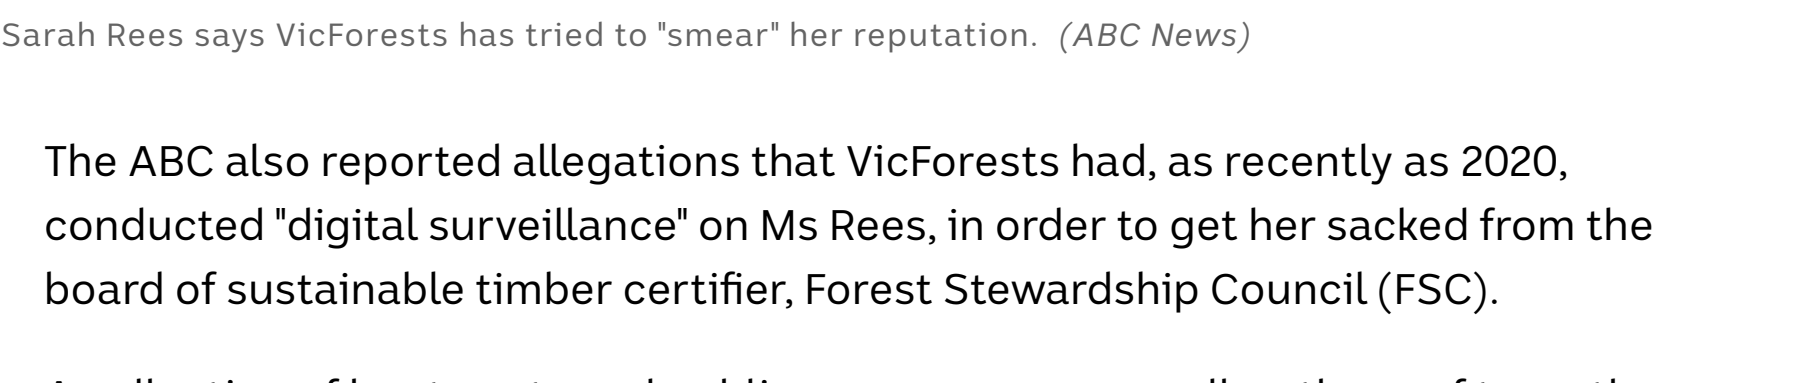 Sarah Rees says VicForests has tried to "smear" her reputation. (ABC News)
The ABC also reported allegations that VicForests had, as recently as 2020,
conducted "digital surveillance" on Ms Rees, in order to get her sacked from the
board of sustainable timber certifier, Forest Stewardship Council (FSC).